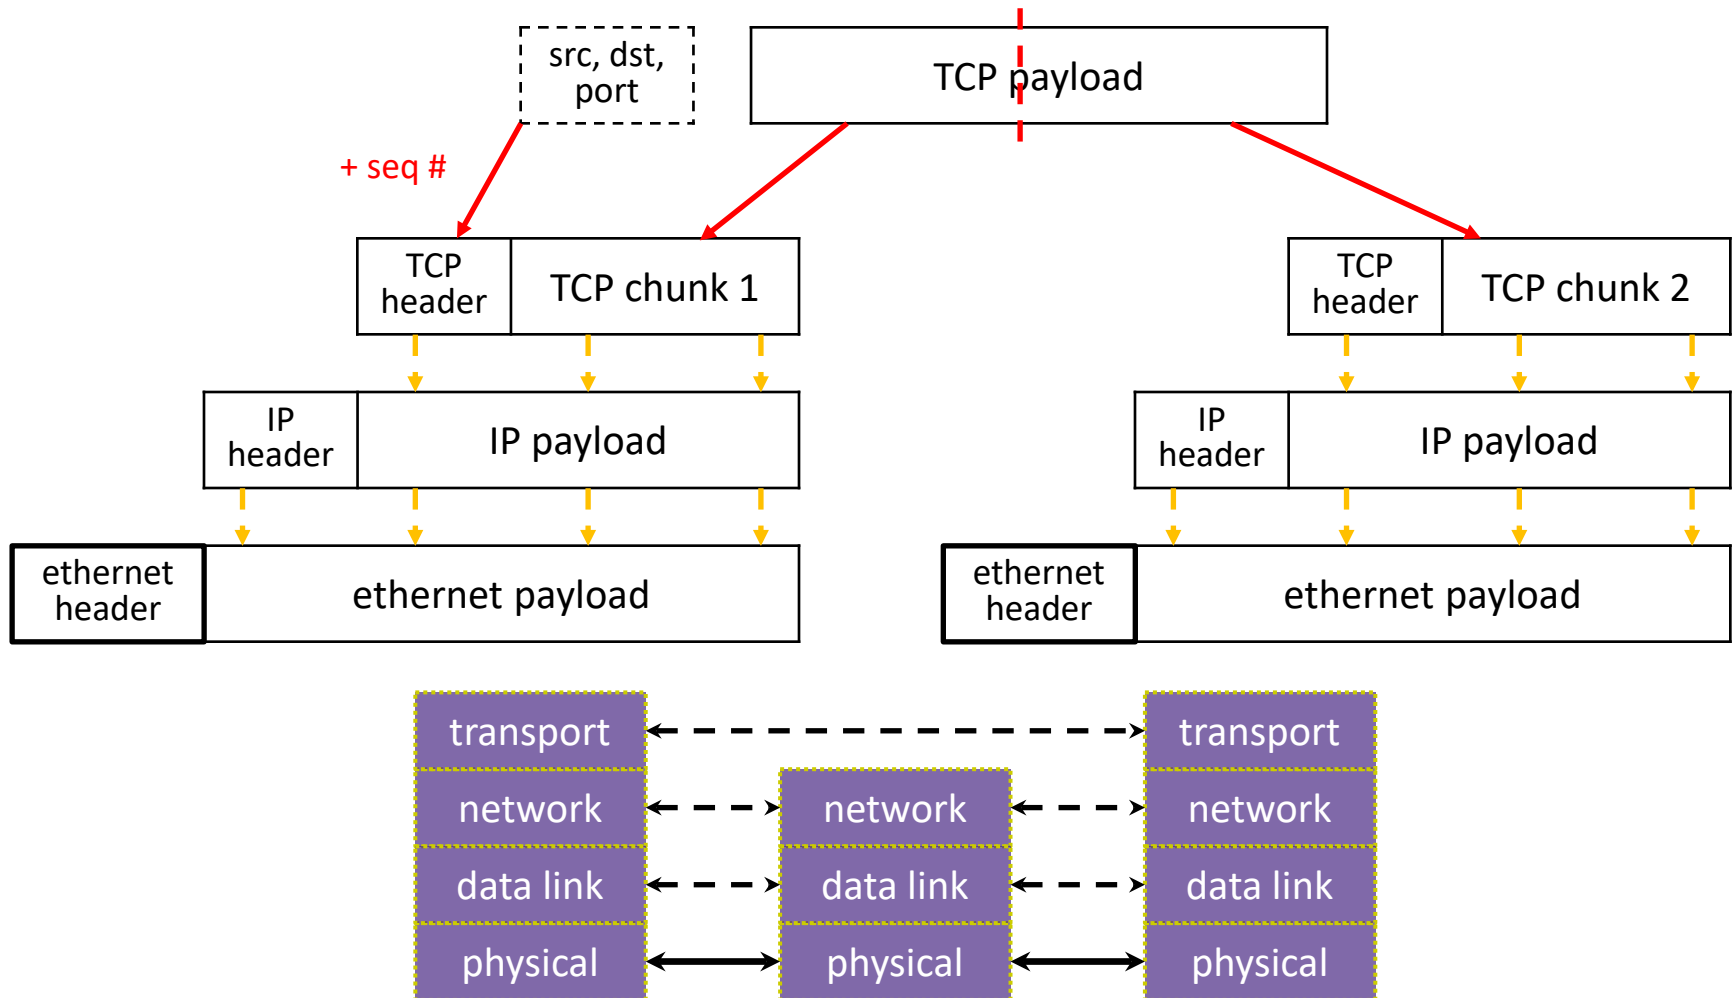 src, dst,
port
TCP payload
+ seq #
TCP
header
TCP chunk 1
TCP
header
TCP chunk 2
IP
header
IP payload
IP
header
IP payload
ethernet
header
ethernet payload
ethernet
header
ethernet payload
transport
transport
network
network
network
data link
data link
data link
physical
physical
physical